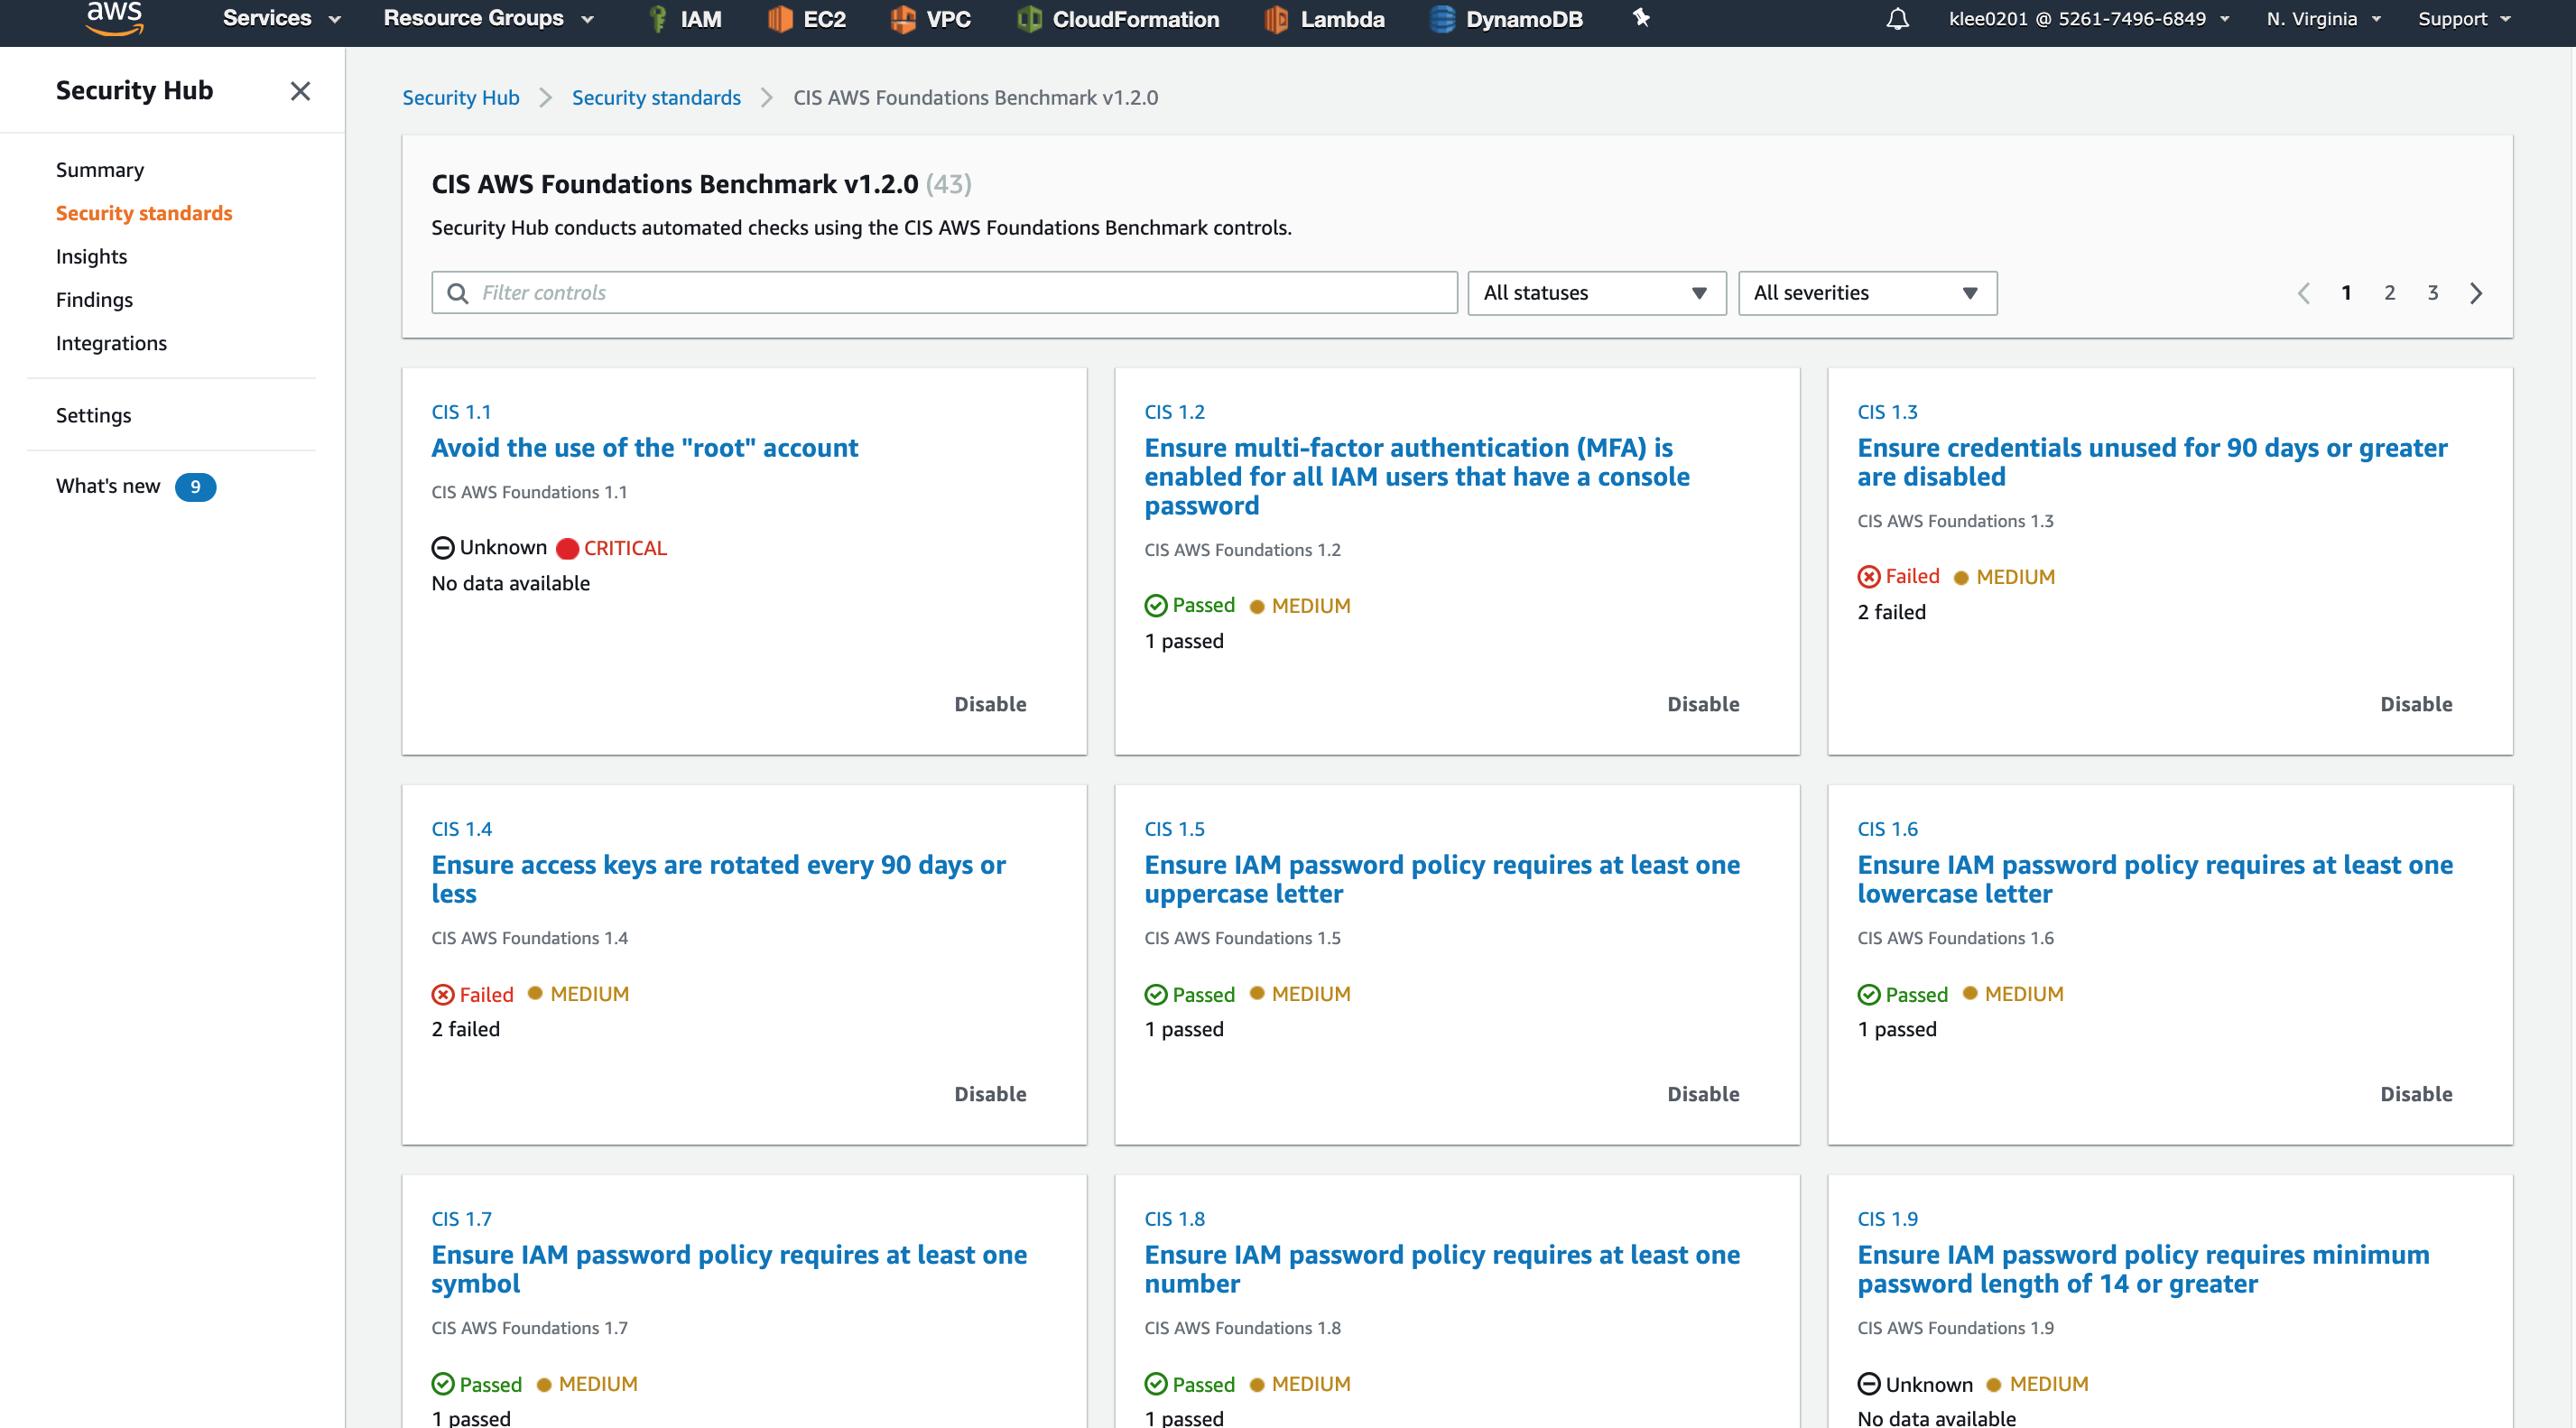 aws Services Resource Groups IAM EC2 VPC CloudFormation Lambda DynamoDB klee0201 @ 5261-7496-6849 N. Virginia Support
Security Hub
Summary
Security standards
Insights
Findings
Integrations
Settings
What's new 9
Security Hub Security standards CIS AWS Foundations Benchmark v1.2.0
CIS AWS Foundations Benchmark v1.2.0 (43)
Security Hub conducts automated checks using the CIS AWS Foundations Benchmark controls.
Filter controls All statuses All severities 1 2 3
CIS 1.1
Avoid the use of the "root" account
CIS AWS Foundations 1.1
Unknown CRITICAL
No data available
Disable
CIS 1.2
Ensure multi-factor authentication (MFA) is
enabled for all IAM users that have a console
password
CIS AWS Foundations 1.2
Passed MEDIUM
1 passed
Disable
CIS 1.3
Ensure credentials unused for 90 days or greater
are disabled
CIS AWS Foundations 1.3
Failed MEDIUM
2 failed
Disable
CIS 1.4
Ensure access keys are rotated every 90 days or
less
CIS AWS Foundations 1.4
Failed MEDIUM
2 failed
Disable
CIS 1.5
Ensure IAM password policy requires at least one
uppercase letter
CIS AWS Foundations 1.5
Passed MEDIUM
1 passed
Disable
CIS 1.6
Ensure IAM password policy requires at least one
lowercase letter
CIS AWS Foundations 1.6
Passed MEDIUM
1 passed
Disable
CIS 1.7
Ensure IAM password policy requires at least one
symbol
CIS AWS Foundations 1.7
Passed MEDIUM
1 passed
CIS 1.8
Ensure IAM password policy requires at least one
number
CIS AWS Foundations 1.8
Passed MEDIUM
1 passed
CIS 1.9
Ensure IAM password policy requires minimum
password length of 14 or greater
CIS AWS Foundations 1.9
Unknown MEDIUM
No data available